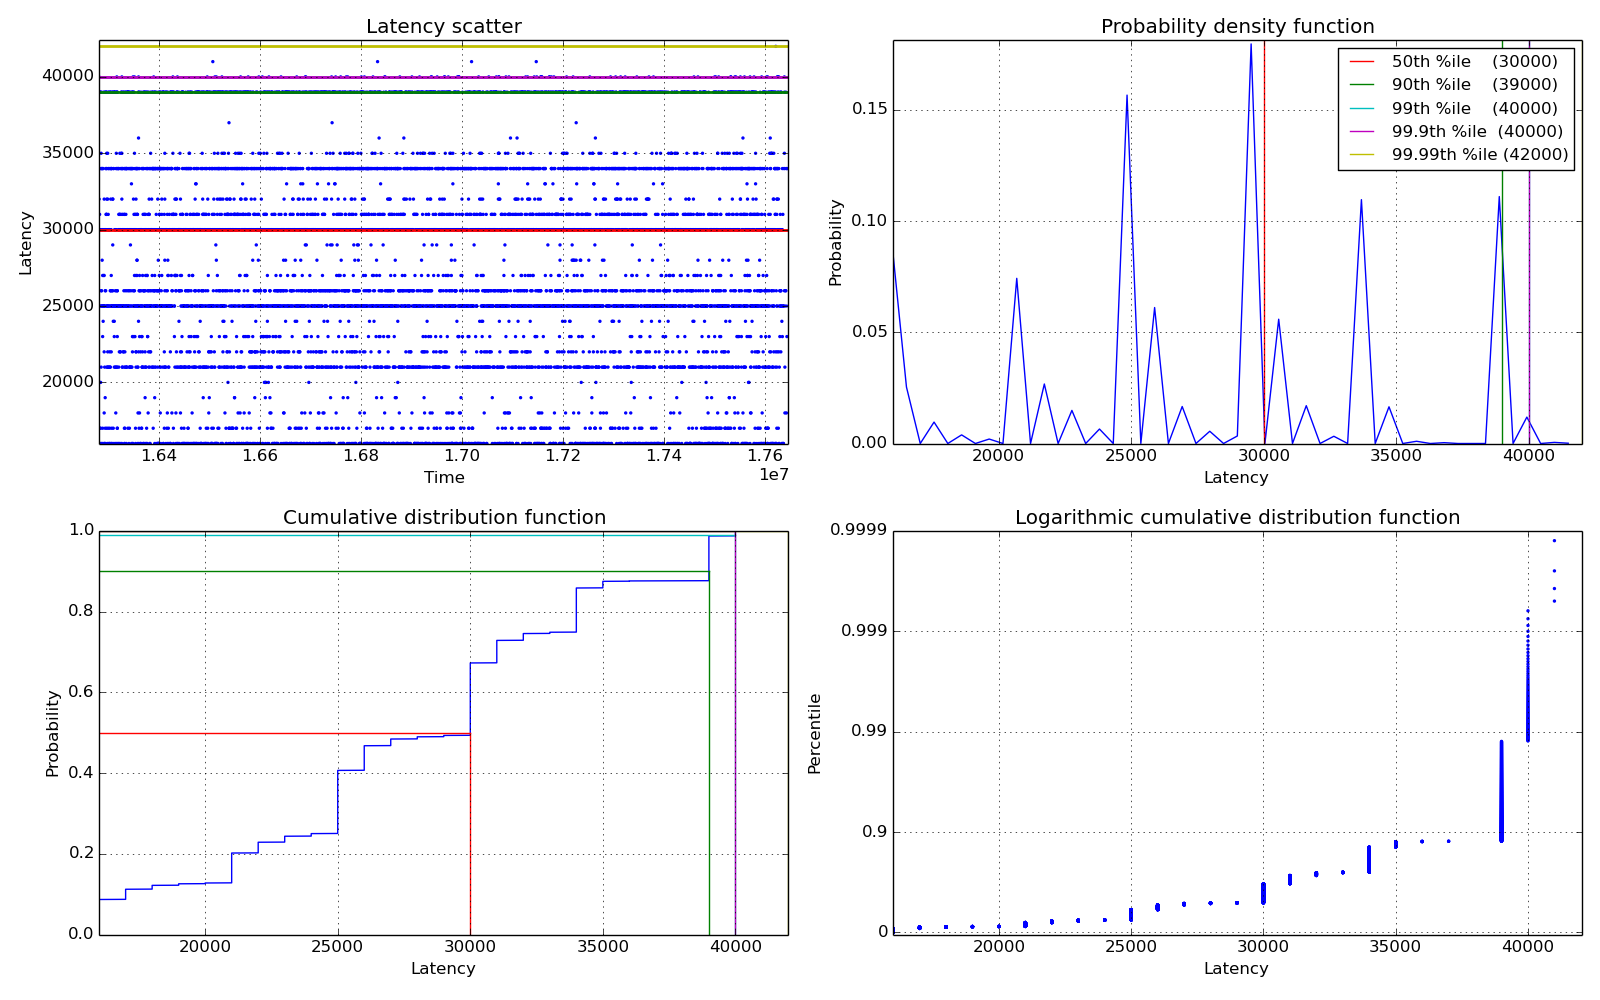 Latency scatter
40000
35000
30000
25000
20000
Latency
1.64 1.66 1.68 1.70 1.72 1.74 1.76
1e7
Time
Probability density function
50th %ile (30000)
90th %ile (39000)
99th %ile (40000)
99.9th %ile (40000)
99.99th %ile (42000)
0.15
0.10
0.05
0.00
Probability
20000 25000 30000 35000 40000
Latency
Cumulative distribution function
1.0
0.8
0.6
0.4
0.2
0.0
Probability
20000 25000 30000 35000 40000
Latency
Logarithmic cumulative distribution function
0.9999
0.999
0.99
0.9
0
Percentile
20000 25000 30000 35000 40000
Latency